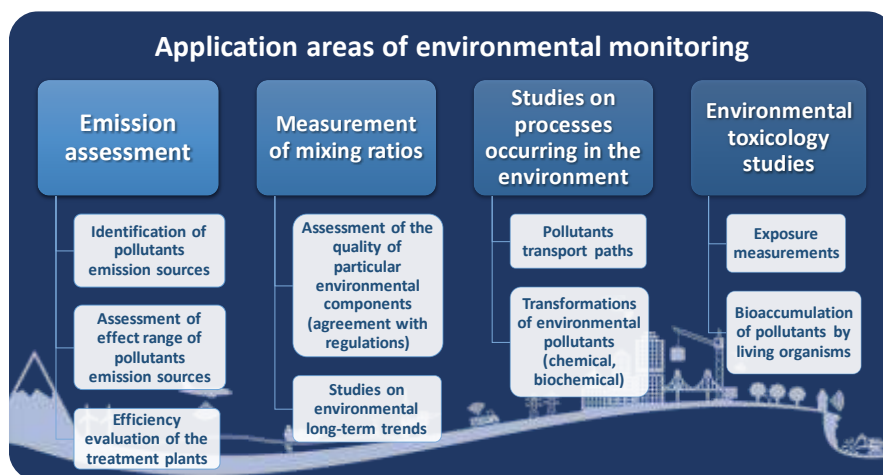 Application areas of environmental monitoring
Emission
assessment
Identification of
pollutants
emission sources
Assessment of
effect range of
pollutants
emission sources
Efficiency
evaluation of the
treatment plants
Measurement
of mixing ratios
Assessment of the
quality of
particular
environmental
components
(agreement with
regulations)
Studies on
environmental
long-term trends
Studies on
processes
occurring in the
environment
Pollutants
transport paths
Transformations
of environmental
pollutants
(chemical,
biochemical)
Environmental
toxicology
studies
Exposure
measurements
Bioaccumulation
of pollutants by
living organisms